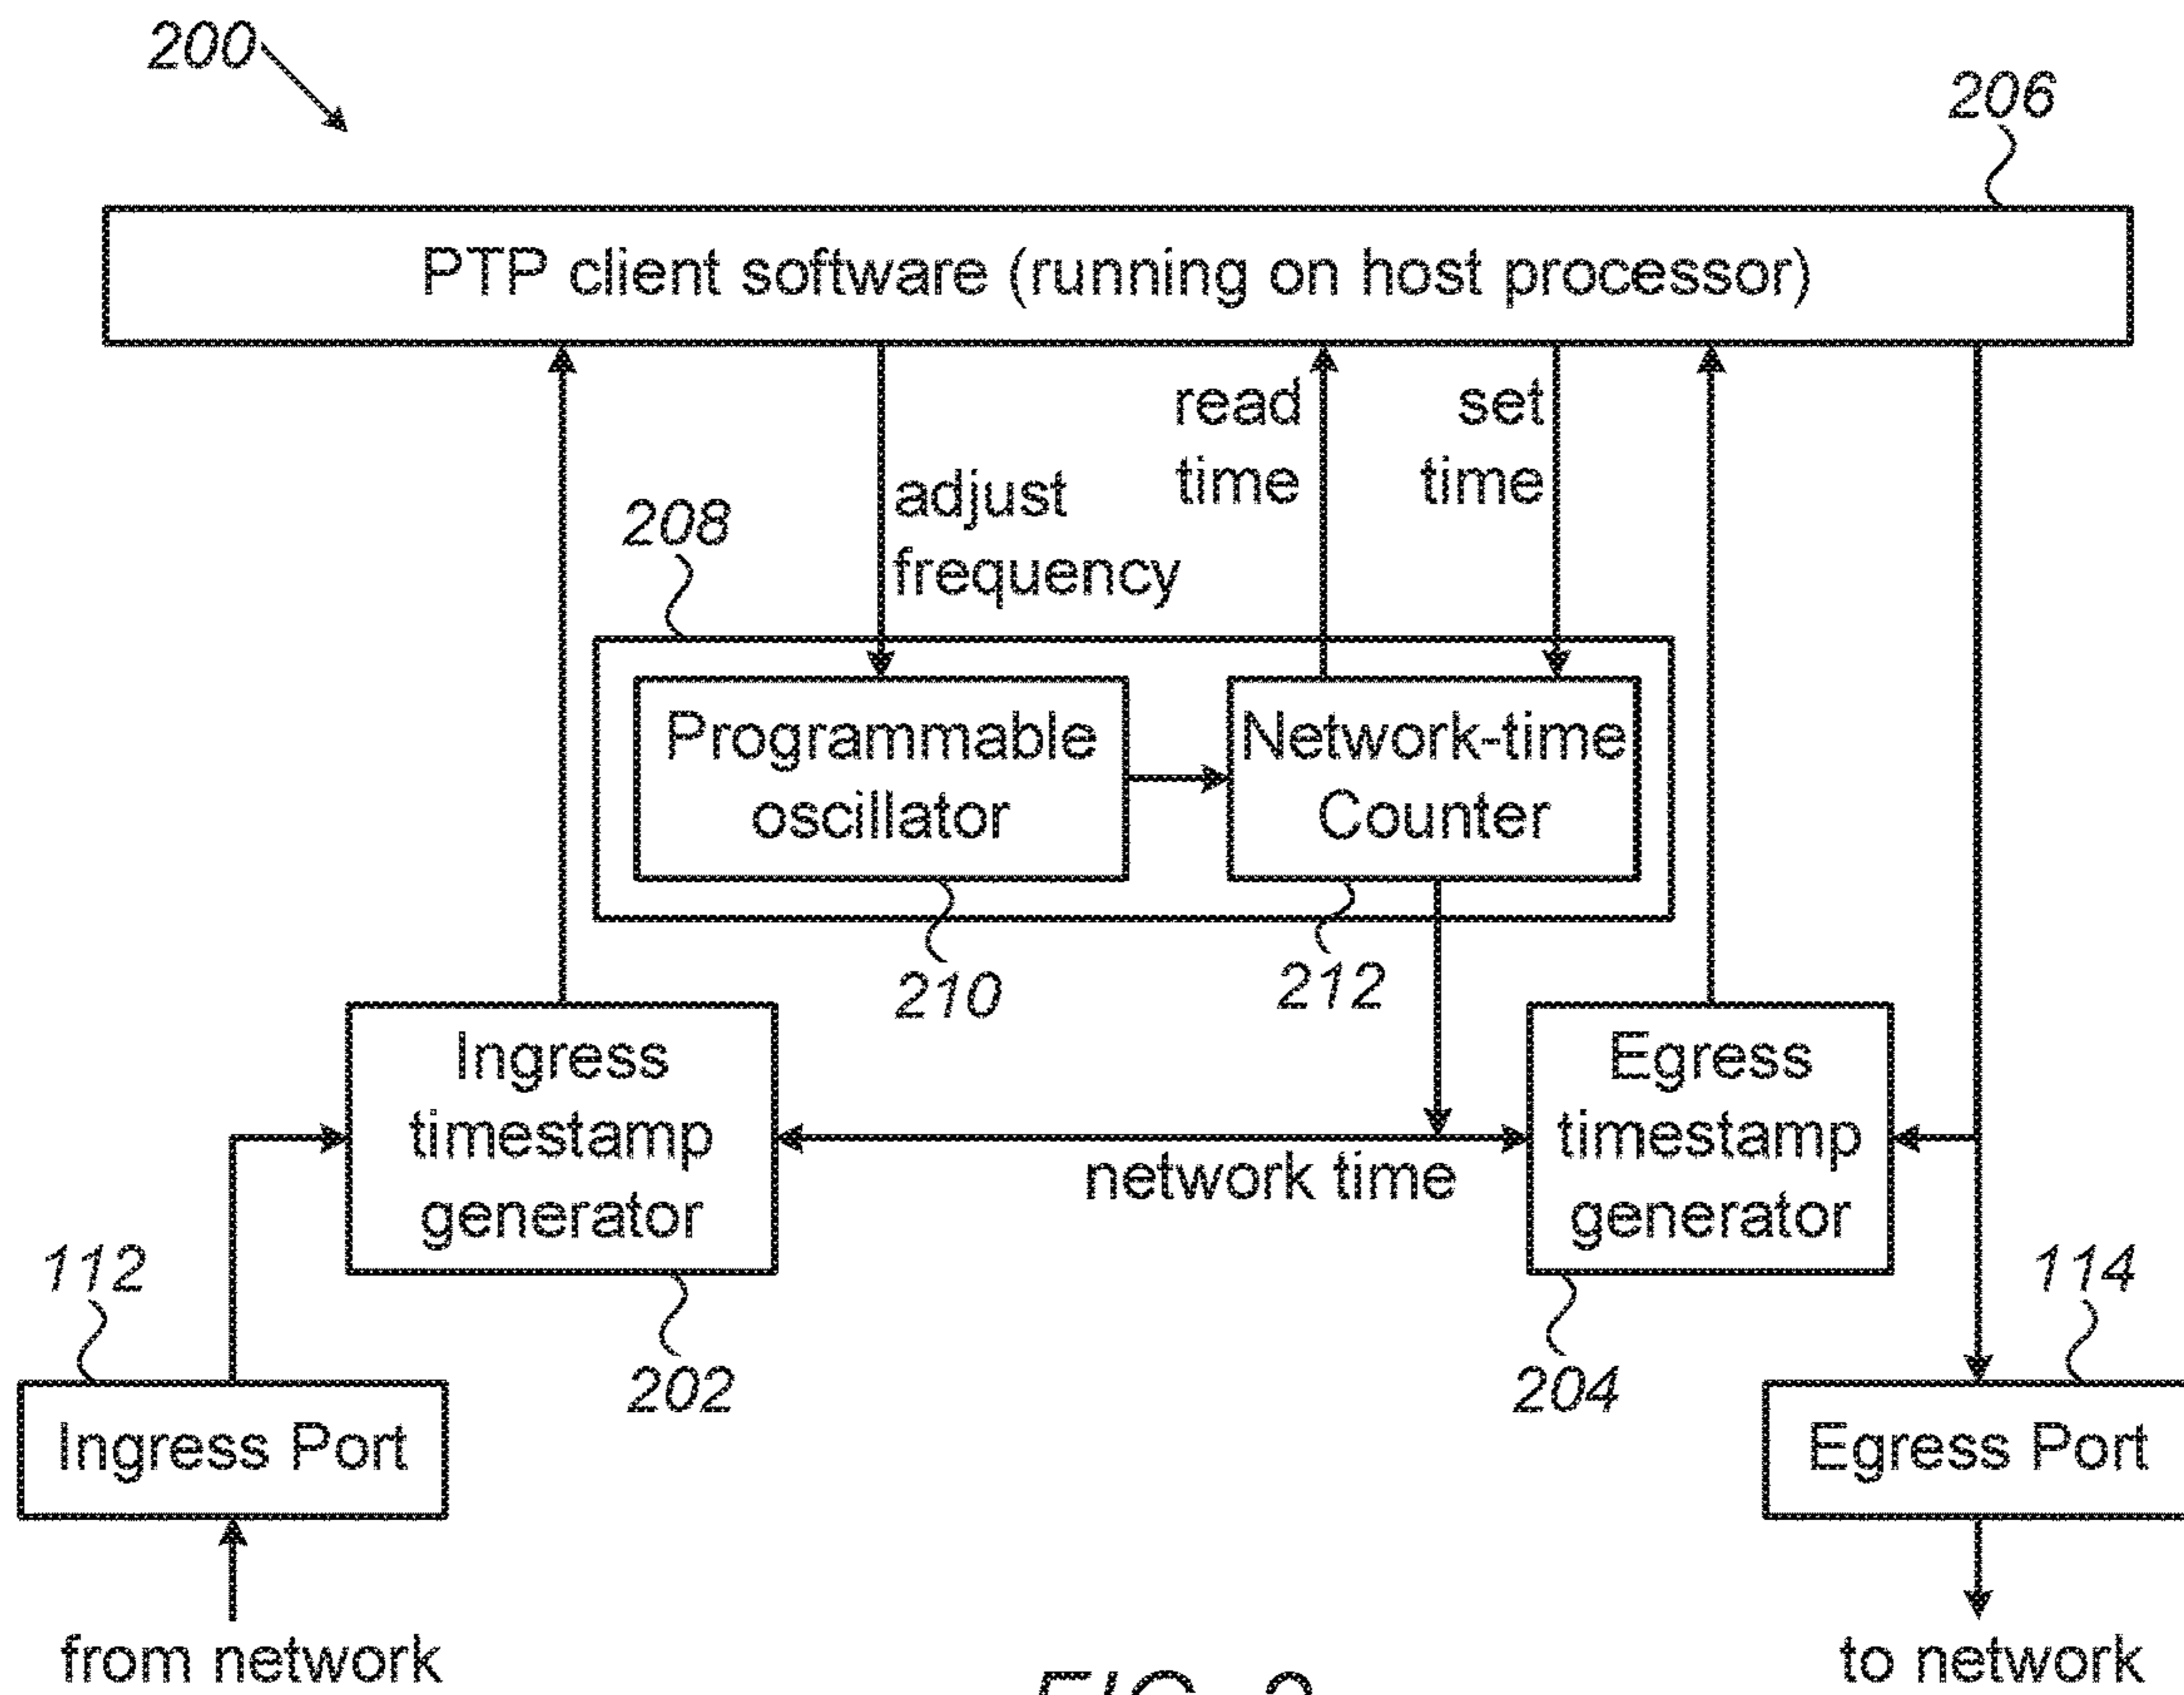 200
206
PTP client software (running on host processor)
read
time
set
time
adjust
frequency
208
Programmable
oscillator
Network-time
Counter
210
212
Ingress
timestamp
generator
Egress
timestamp
generator
network time
112
114
202
204
Ingress Port
Egress Port
from network
to network